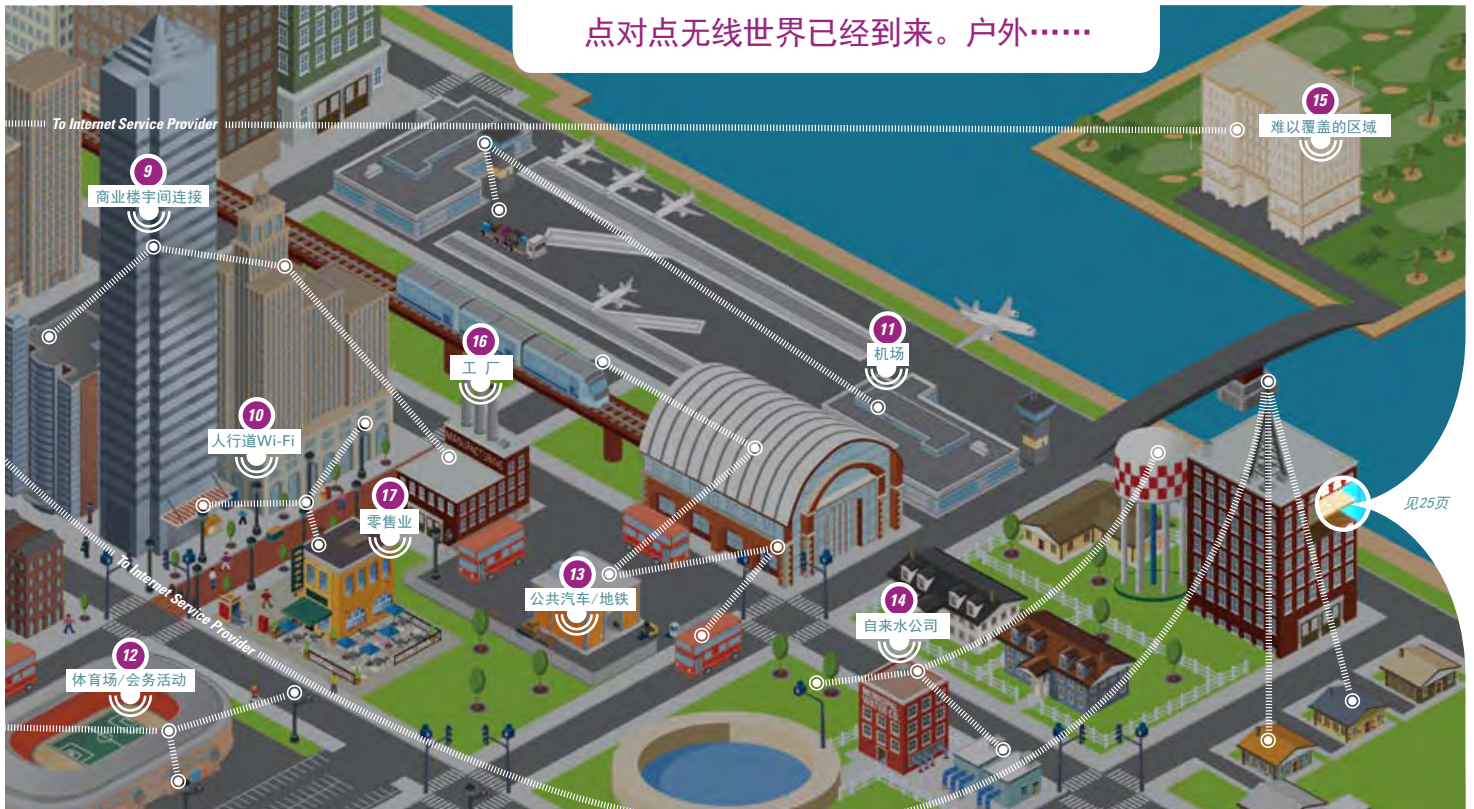 点对点无线世界已经到来。户外······
To Internet Service Provider
15
难以覆盖的区域
9
商业楼宇间连接
11
机场
16
工 厂
MANUFACTURING
10
人行道Wi-Fi
17
零售业
见25页
13
公共汽车/地铁
14
自来水公司
To Internet Service Provider
12
体育场/会务活动